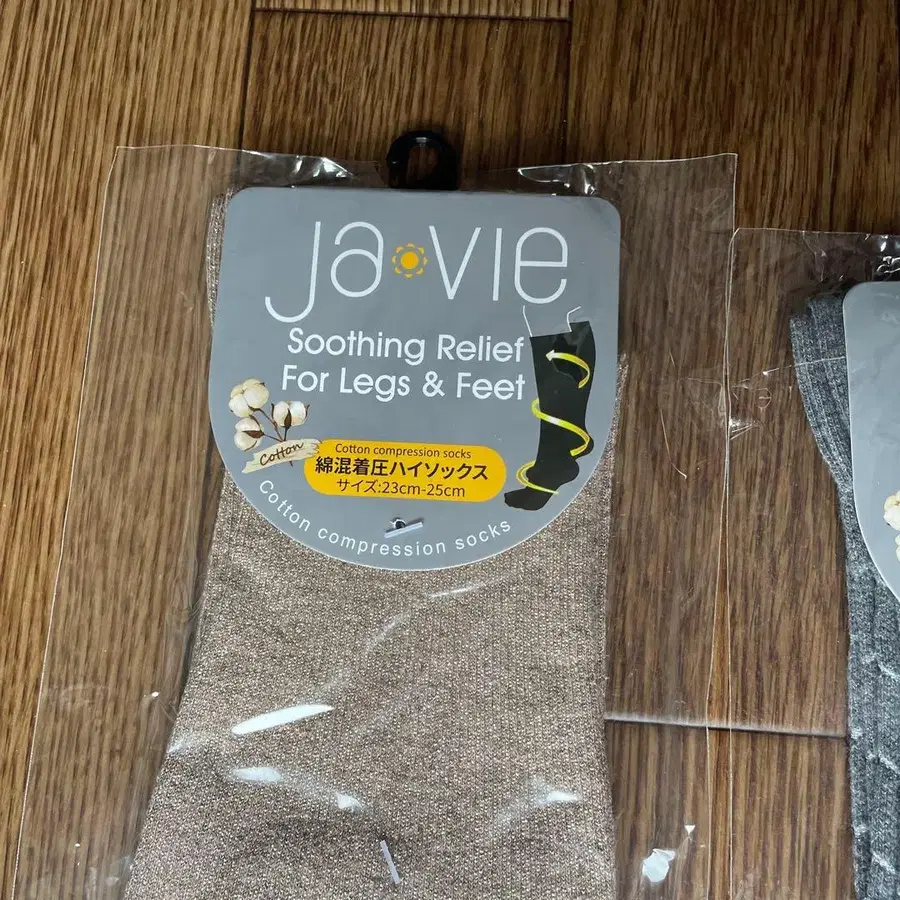 ja vie
Soothing Relief
For Legs & Feet
Cotton
Cotton compression socks
綿混着圧ハイソックス
サイズ:23cm-25cm
Cotton compression socks